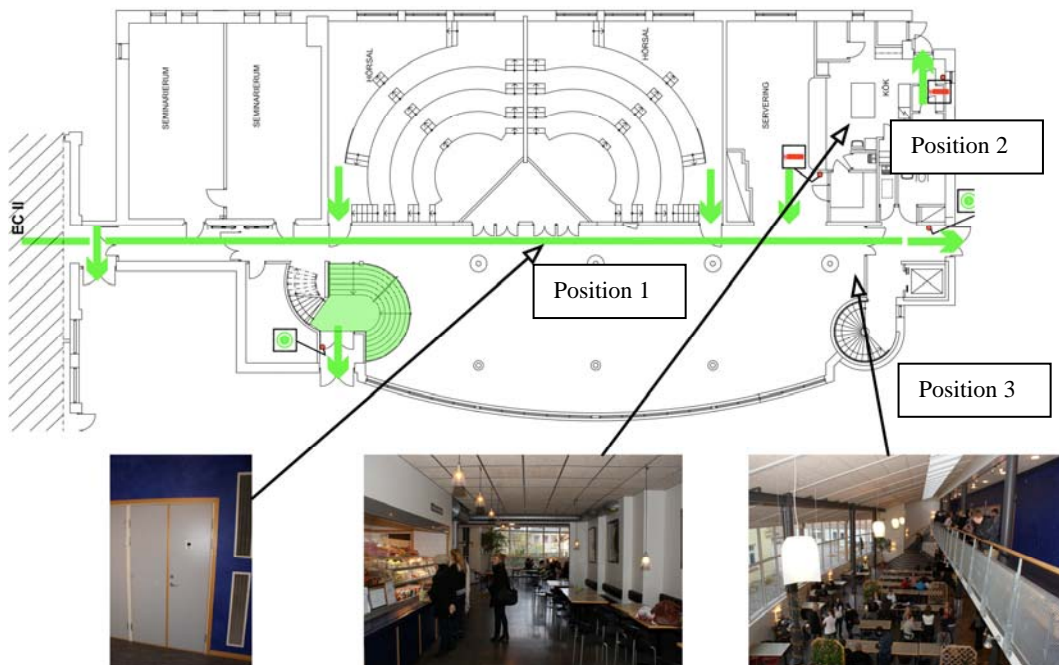 SEMINARIERUM
SEMINARIERUM
HÖRSAL
HÖRSAL
SERVERING
KÖK
EC II
Position 1
Position 2
Position 3